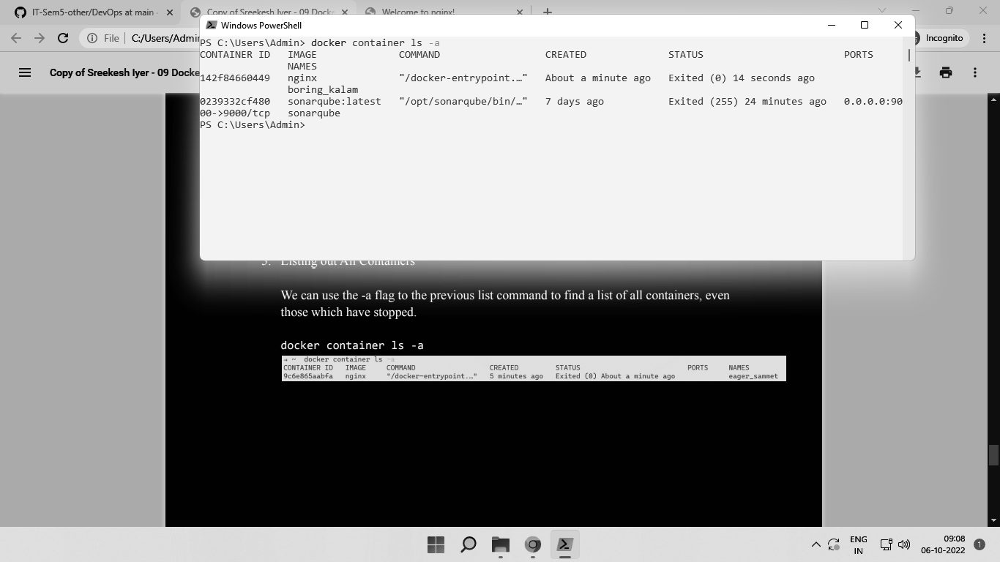 IT-Sem5-other/DevOps at main
Copy of Sreekesh Iyer - 09 Docke
Welcome to nginx!
File
C:/Users/Admin
Incognito
Copy of Sreekesh Iyer - 09 Docke
Windows PowerShell
PS C:\Users\Admin> docker container ls -a
CONTAINER ID   IMAGE              COMMAND                  CREATED              STATUS                        PORTS
NAMES
142f84660449   nginx              "/docker-entrypoint.…"   About a minute ago   Exited (0) 14 seconds ago
boring_kalam
0239332cf480   sonarqube:latest   "/opt/sonarqube/bin/…"   7 days ago           Exited (255) 24 minutes ago   0.0.0.0:90
00->9000/tcp   sonarqube
PS C:\Users\Admin>
Listing out All Containers
We can use the -a flag to the previous list command to find a list of all containers, even
those which have stopped.
docker container ls -a
→ ~  docker container ls -a
CONTAINER ID   IMAGE   COMMAND                  CREATED         STATUS                          PORTS   NAMES
9c6e865aabfa   nginx   "/docker-entrypoint.…"   5 minutes ago   Exited (0) About a minute ago           eager_sammet
ENG
IN
09:08
06-10-2022
1